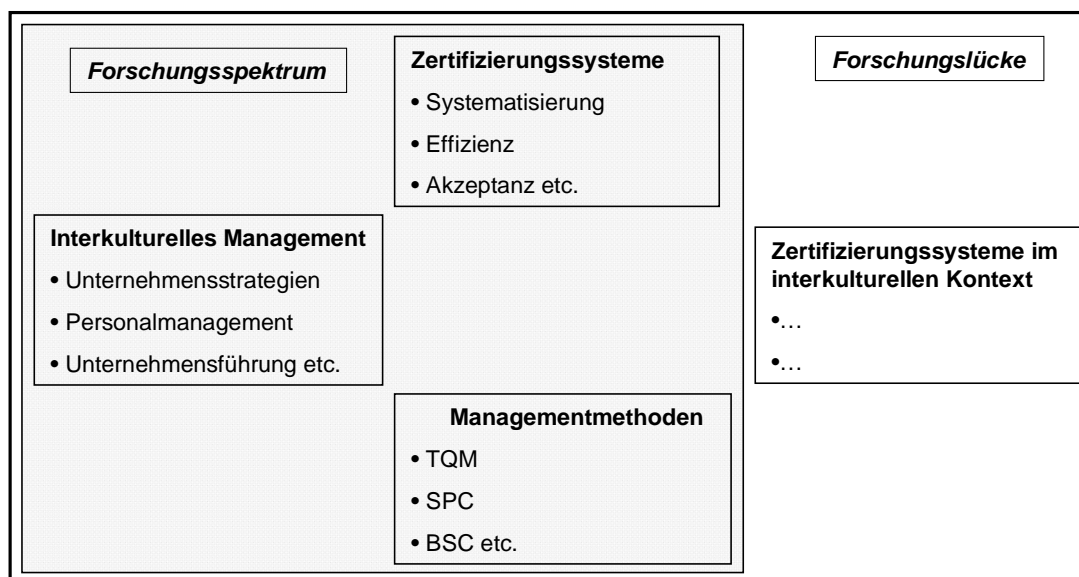 Forschungsspektrum
Zertifizierungssysteme
• Systematisierung
• Effizienz
• Akzeptanz etc.
Forschungslücke
Interkulturelles Management
• Unternehmensstrategien
• Personalmanagement
• Unternehmensführung etc.
Zertifizierungssysteme im
interkulturellen Kontext
•…
•…
Managementmethoden
• TQM
• SPC
• BSC etc.